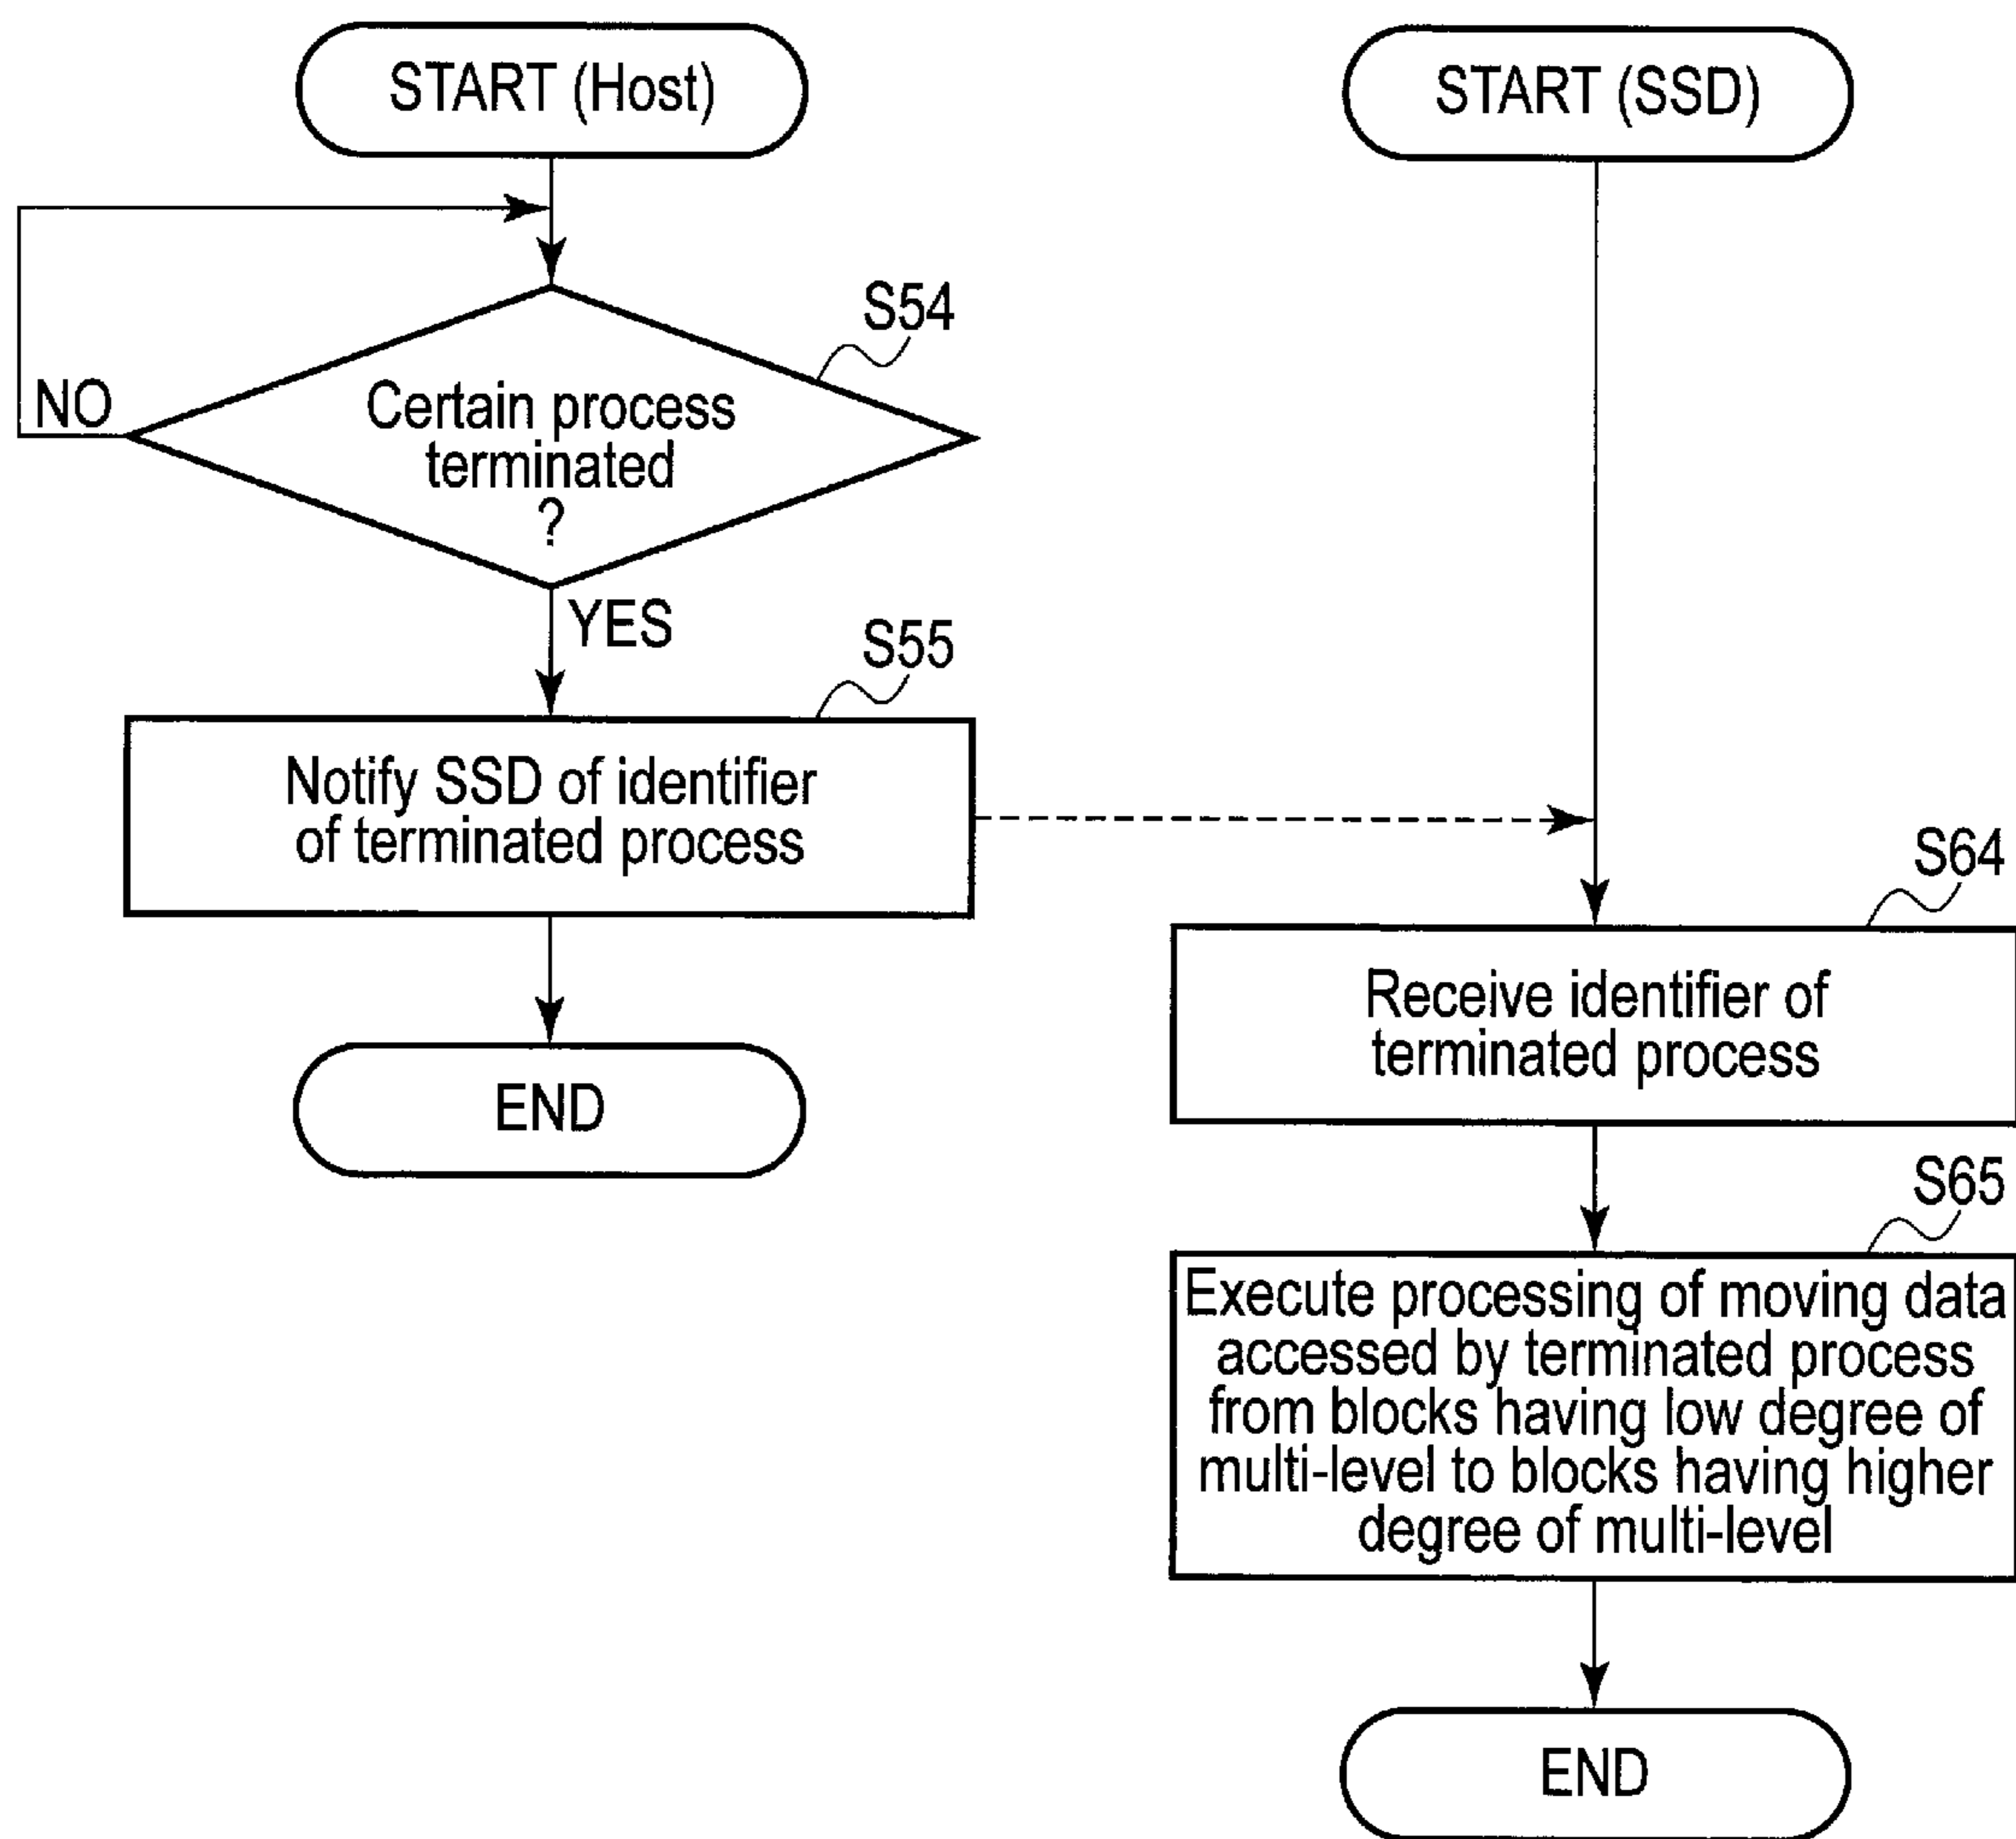 START (Host)
S54
Certain process
terminated
?
NO
YES
S55
Notify SSD of identifier
of terminated process
END
START (SSD)
S64
Receive identifier of
terminated process
S65
Execute processing of moving data
accessed by terminated process
from blocks having low degree of
multi-level to blocks having higher
degree of multi-level
END